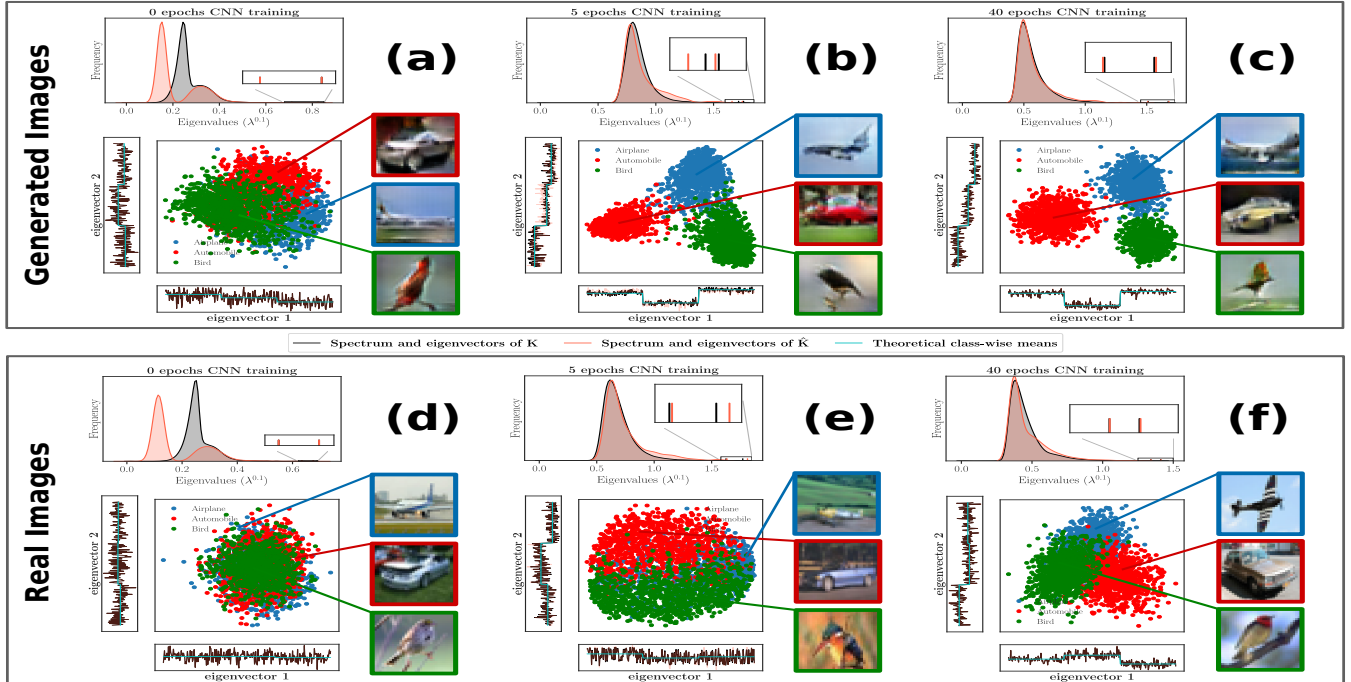 Generated Images
0 epochs CNN training
(a)
Frequency
0.0 0.2 0.4 0.6 0.8
Eigenvalues (λ^0.1)
eigenvector 2
Airplane
Automobile
Bird
eigenvector 1
5 epochs CNN training
(b)
0.0 0.5 1.0 1.5
Eigenvalues (λ^0.1)
eigenvector 2
Airplane
Automobile
Bird
eigenvector 1
40 epochs CNN training
(c)
Frequency
0.0 0.5 1.0 1.5
Eigenvalues (λ^0.1)
eigenvector 2
Airplane
Automobile
Bird
eigenvector 1
Spectrum and eigenvectors of K
Spectrum and eigenvectors of K̂
Theoretical class-wise means
Real Images
0 epochs CNN training
(d)
Frequency
0.0 0.2 0.4 0.6
Eigenvalues (λ^0.1)
eigenvector 2
Airplane
Automobile
Bird
eigenvector 1
5 epochs CNN training
(e)
Frequency
0.0 0.5 1.0 1.5
Eigenvalues (λ^0.1)
eigenvector 2
Airplane
Automobile
eigenvector 1
40 epochs CNN training
(f)
Frequency
0.0 0.5 1.0 1.5
Eigenvalues (λ^0.1)
eigenvector 2
Automobile
Bird
eigenvector 1